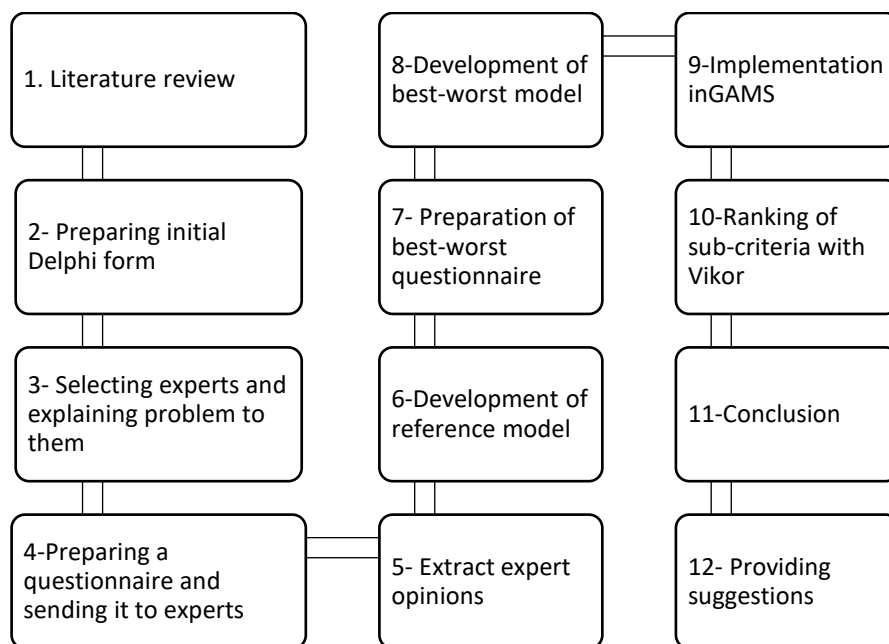 1. Literature review
2- Preparing initial
Delphi form
3- Selecting experts and
explaining problem to
them
4-Preparing a
questionnaire and
sending it to experts
5- Extract expert
opinions
6-Development of
reference model
7- Preparation of
best-worst
questionnaire
8-Development of
best-worst model
9-Implementation
inGAMS
10-Ranking of
sub-criteria with
Vikor
11-Conclusion
12- Providing
suggestions